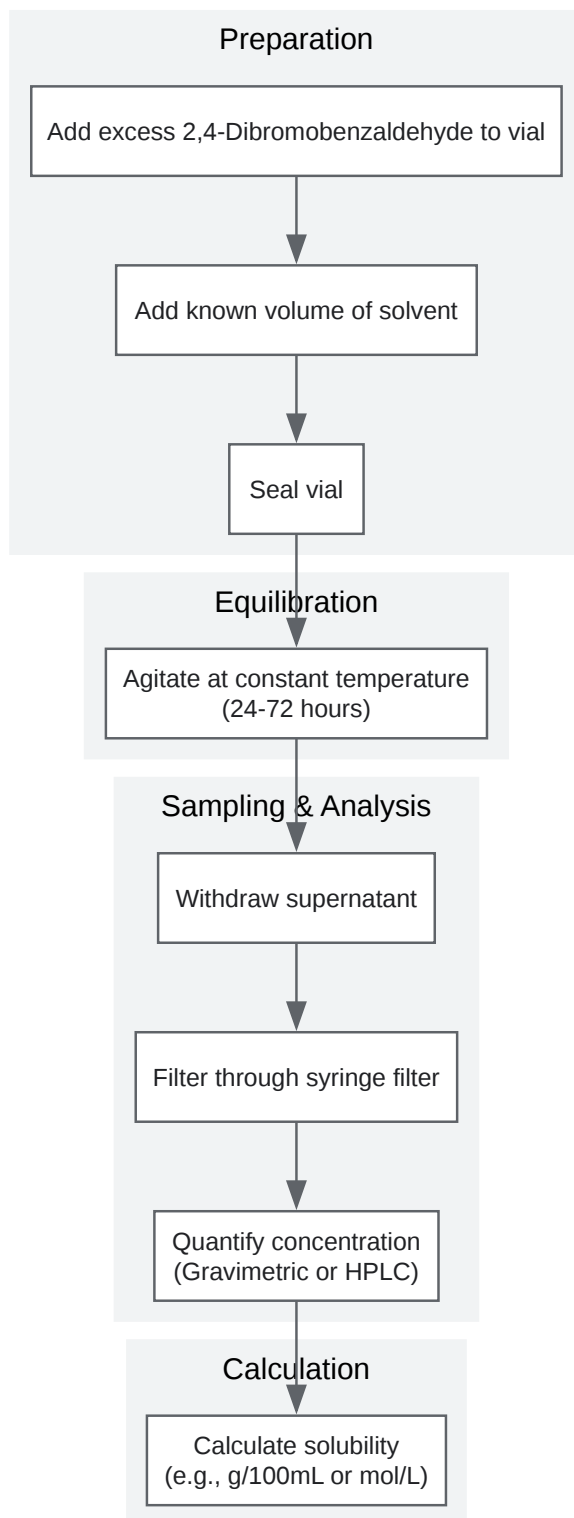 Preparation
Add excess 2,4-Dibromobenzaldehyde to vial
Add known volume of solvent
Seal vial
Equilibration
Agitate at constant temperature
(24-72 hours)
Sampling & Analysis
Withdraw supernatant
Filter through syringe filter
Quantify concentration
(Gravimetric or HPLC)
Calculation
Calculate solubility
(e.g., g/100mL or mol/L)